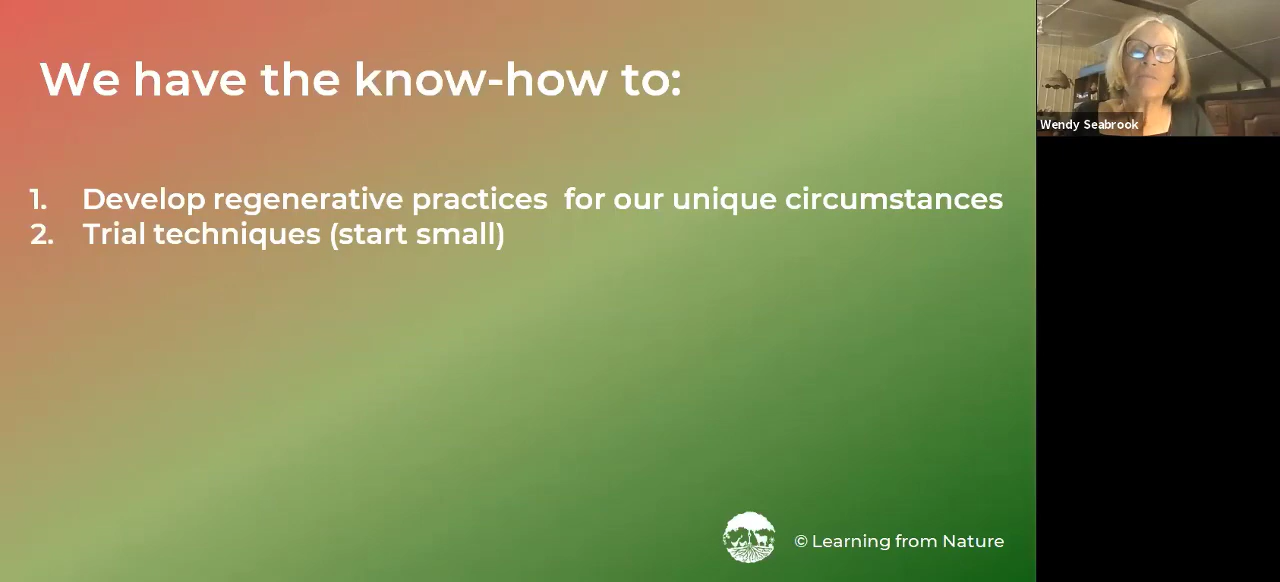 We have the know-how to:
1. Develop regenerative practices  for our unique circumstances
2. Trial techniques (start small)
© Learning from Nature
Wendy Seabrook